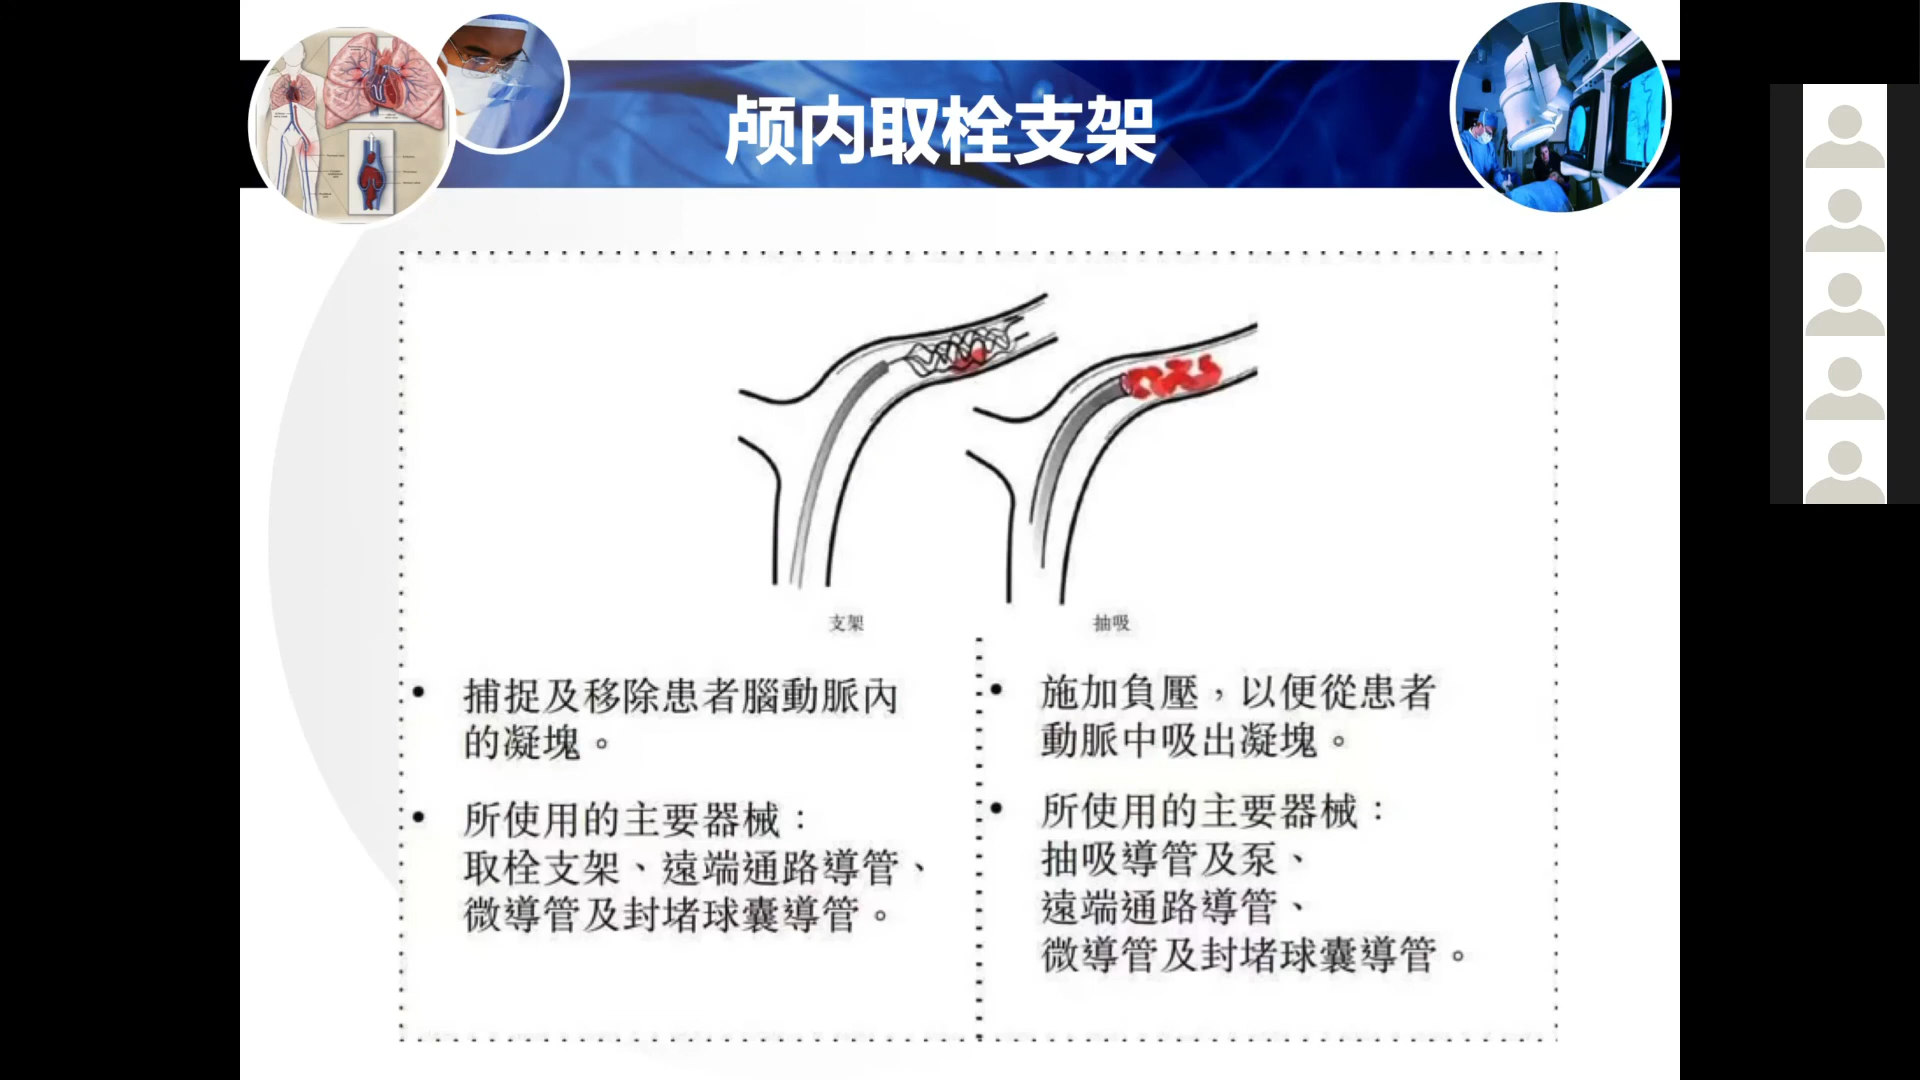 颅内取栓支架
支架
抽吸
• 捕捉及移除患者腦動脈內
的凝塊。
• 所使用的主要器械：
取栓支架、遠端通路導管、
微導管及封堵球囊導管。
• 施加負壓，以便從患者
動脈中吸出凝塊。
• 所使用的主要器械：
抽吸導管及泵、
遠端通路導管、
微導管及封堵球囊導管。